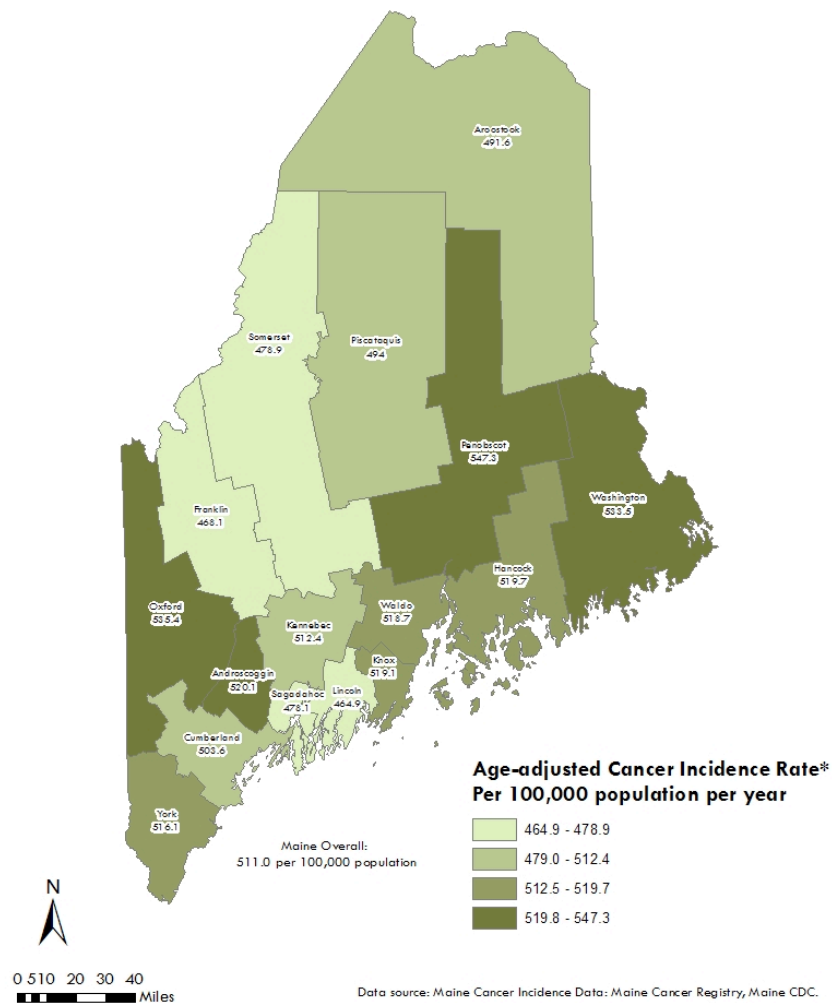 Aroostook
491.6
Somerset
478.9
Piscataquis
494
Penobscot
547.3
Washington
533.5
Franklin
468.1
Hancock
519.7
Oxford
535.4
Waldo
518.7
Kennebec
512.4
Knox
519.1
Androscoggin
520.1
Sagadahoc
478.1
Lincoln
464.9
Cumberland
503.6
York
516.1
Maine Overall:
511.0 per 100,000 population
Age-adjusted Cancer Incidence Rate*
Per 100,000 population per year
464.9 - 478.9
479.0 - 512.4
512.5 - 519.7
519.8 - 547.3
N
0 5 10 20 30 40
Miles
Data source: Maine Cancer Incidence Data: Maine Cancer Registry, Maine CDC.